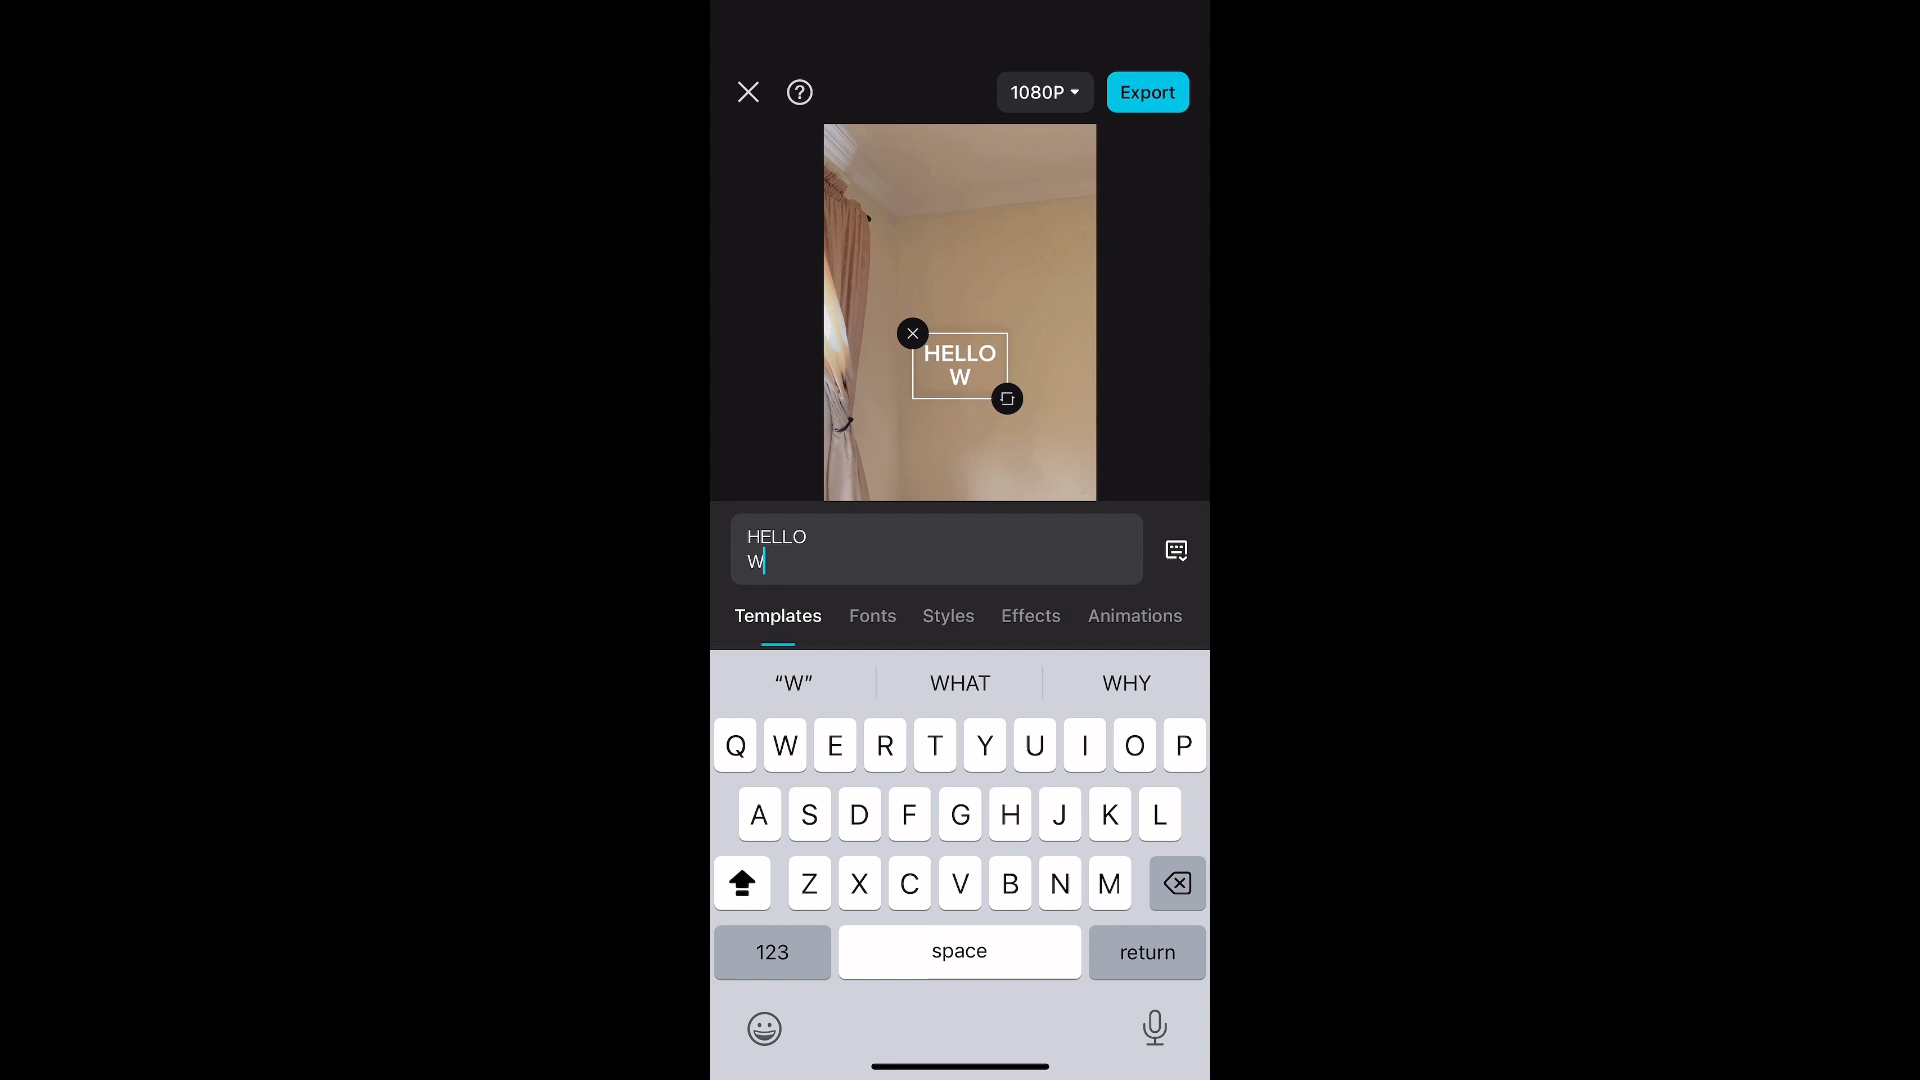 1080P
Export
HELLO
W
HELLO
W
Templates Fonts Styles Effects Animations
“W” WHAT WHY
Q W E R T Y U I O P
A S D F G H J K L
Z X C V B N M
123 space return